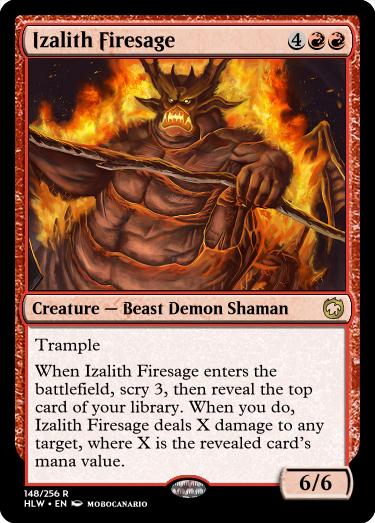 Izalith Firesage 4
Creature — Beast Demon Shaman
Trample
When Izalith Firesage enters the
battlefield, scry 3, then reveal the top
card of your library. When you do,
Izalith Firesage deals X damage to any
target, where X is the revealed card's
mana value.
6/6
148/256 R
HLW • EN MOBOCANARIO